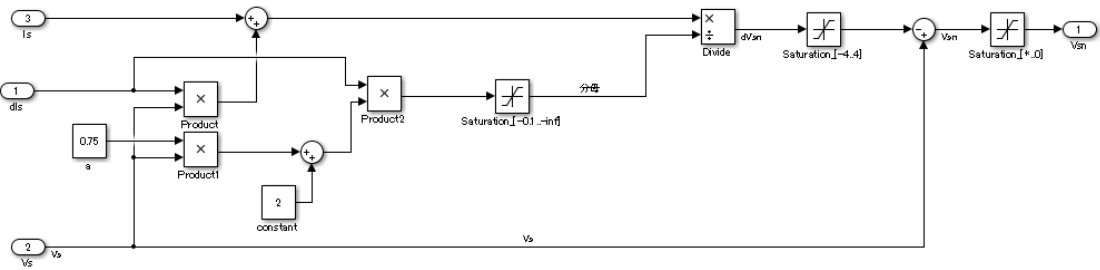 3
Is
+
+
×
÷
Divide
dVsn
Saturation_[-4..4]
-
+
Vsn
Saturation_[*..0]
1
Vsn
1
dIs
×
Product
×
Product2
Saturation_[-0.1..-inf]
分母
0.75
a
×
Product1
+
+
2
constant
2
Vs
Vs
Vs